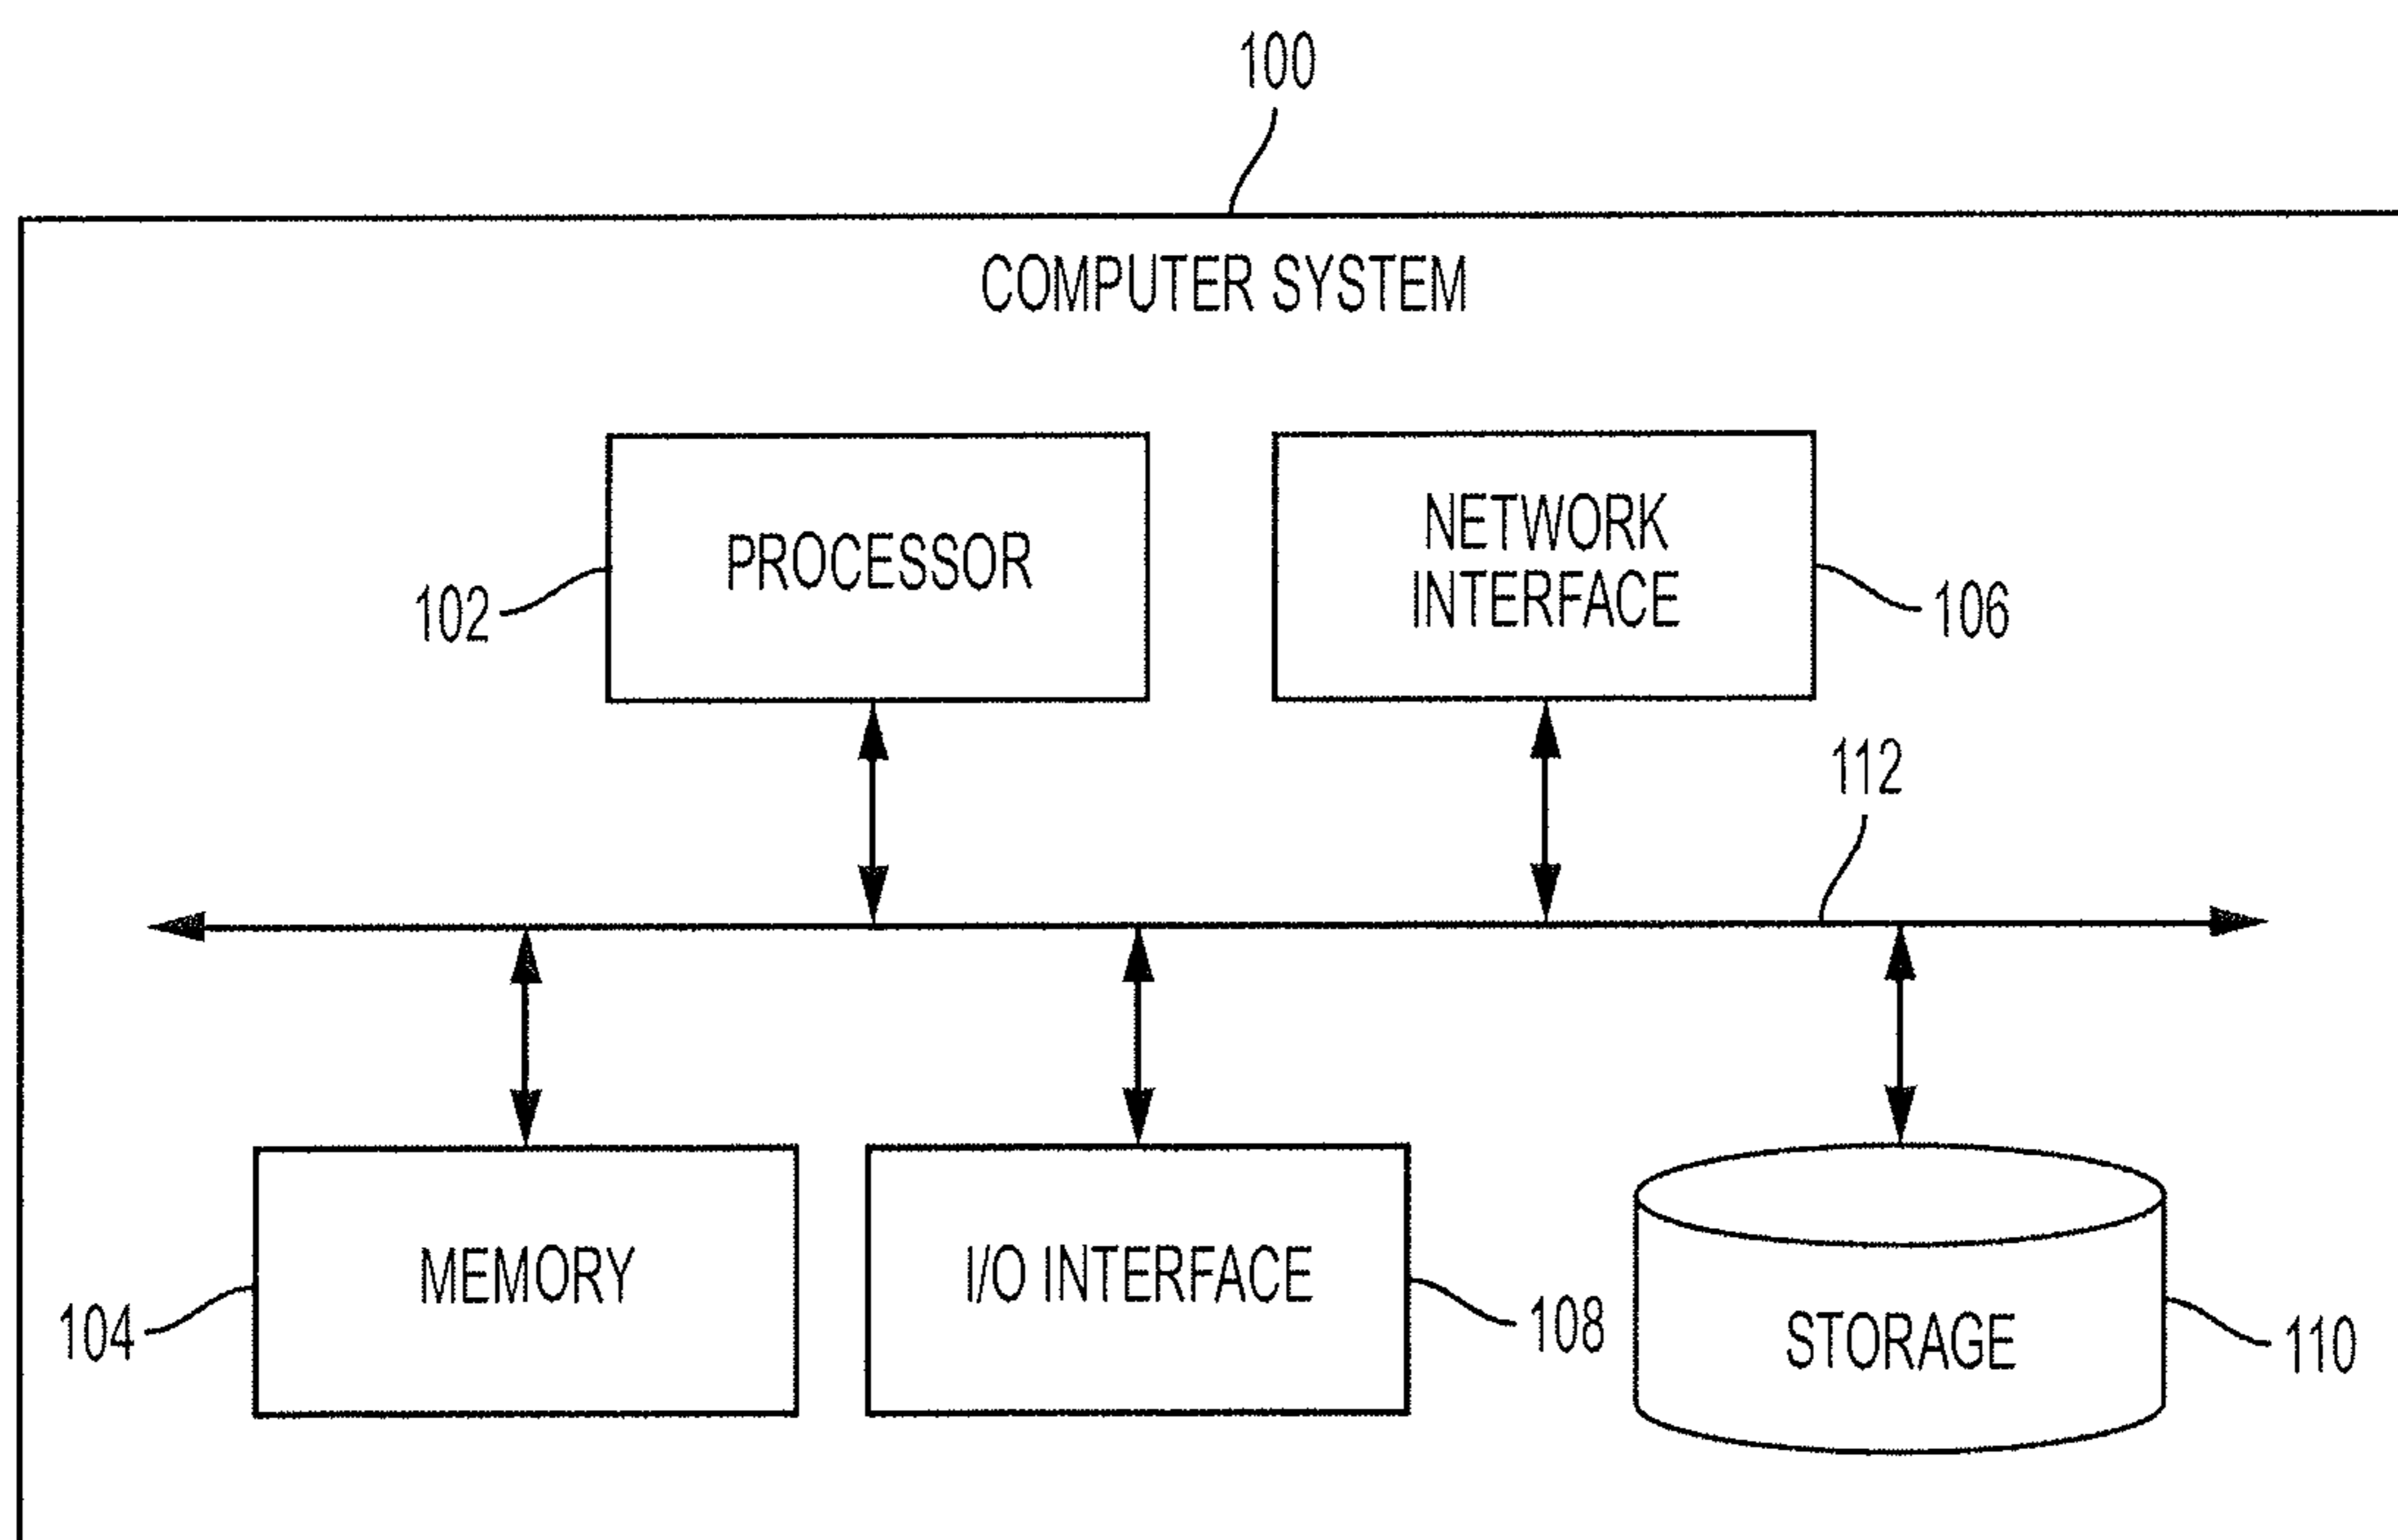 100
COMPUTER SYSTEM
PROCESSOR
NETWORK
INTERFACE
102
106
112
MEMORY
I/O INTERFACE
STORAGE
104
108
110